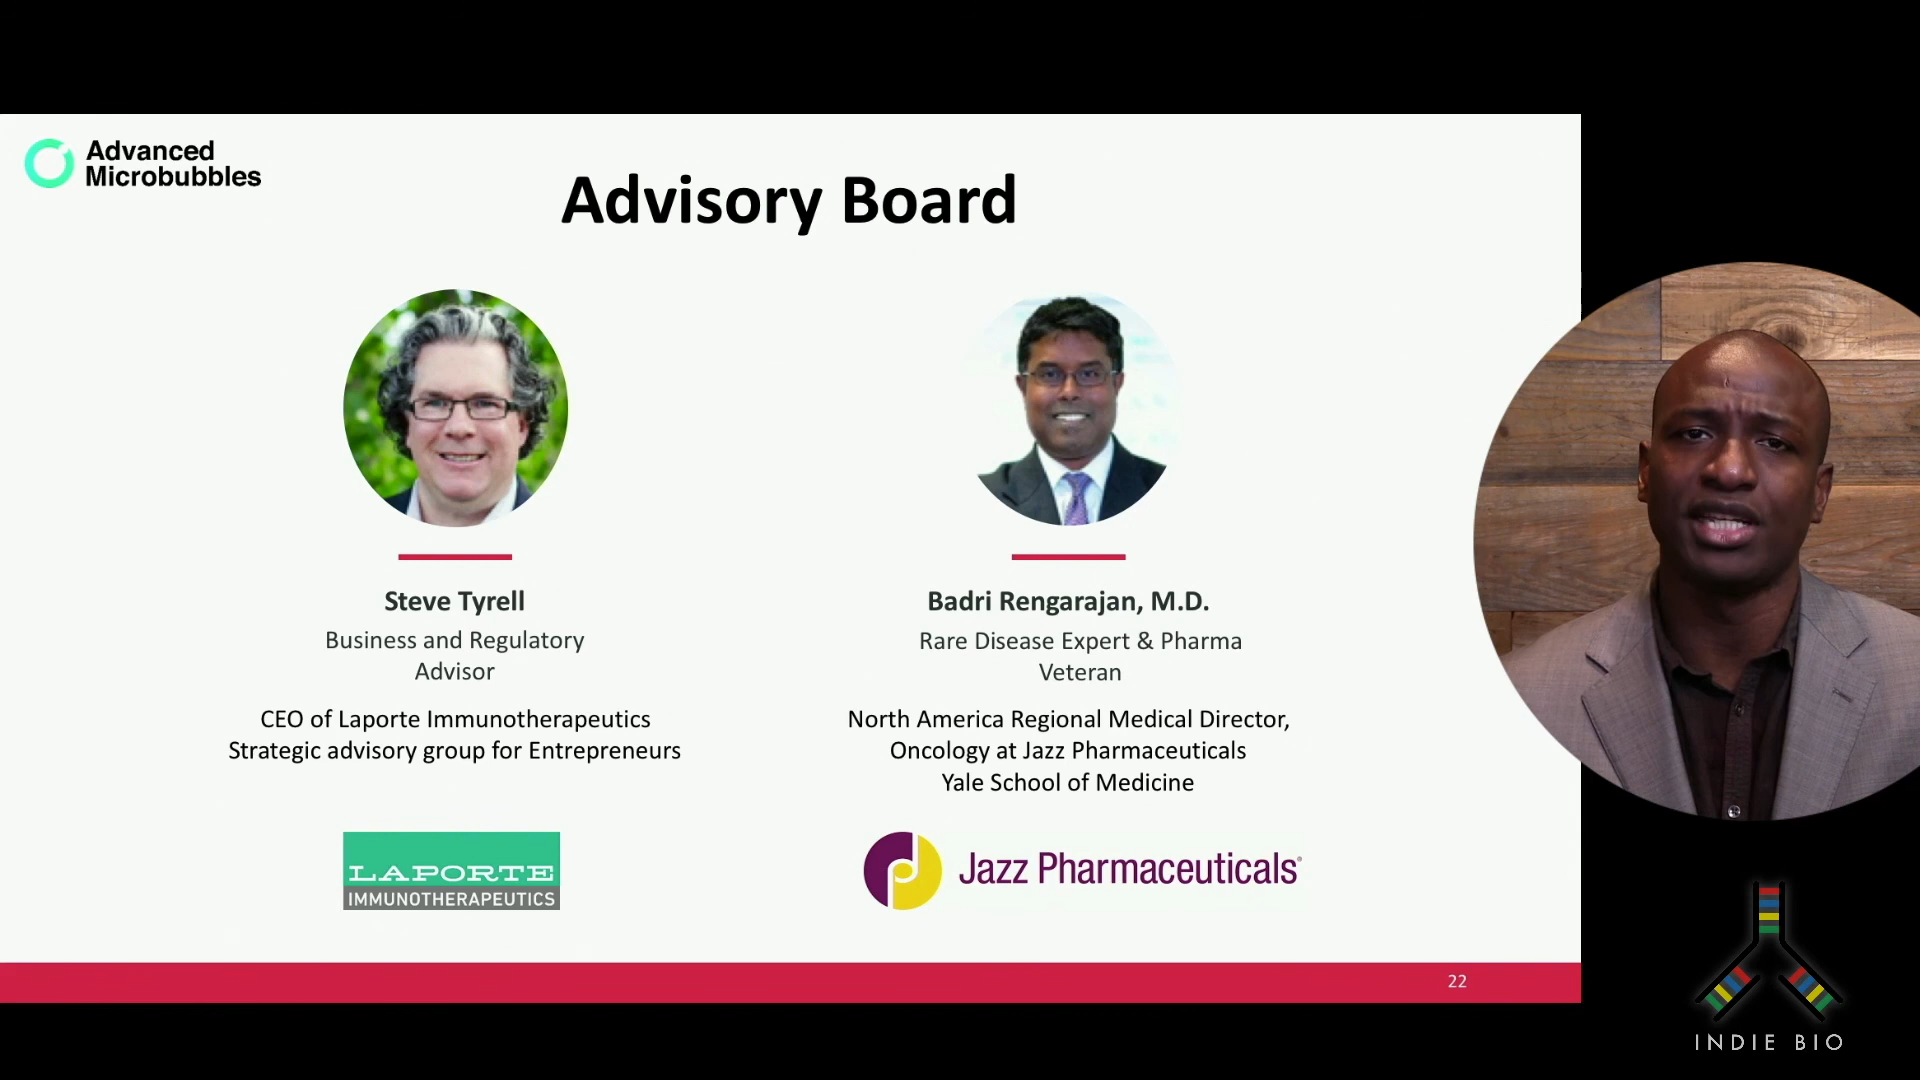 Advanced
Microbubbles
Advisory Board
Steve Tyrell
Business and Regulatory
Advisor
CEO of Laporte Immunotherapeutics
Strategic advisory group for Entrepreneurs
LAPORTE
IMMUNOTHERAPEUTICS
Badri Rengarajan, M.D.
Rare Disease Expert & Pharma
Veteran
North America Regional Medical Director,
Oncology at Jazz Pharmaceuticals
Yale School of Medicine
Jazz Pharmaceuticals®
22
INDIE BIO